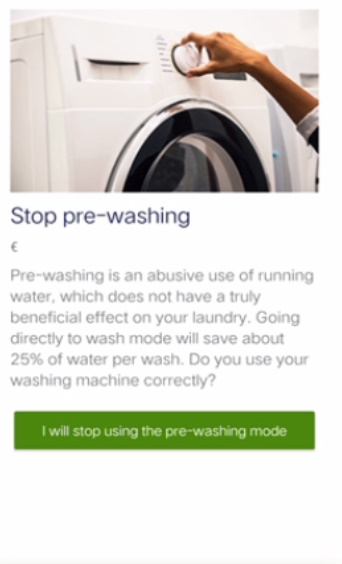 Stop pre-washing
€
Pre-washing is an abusive use of running
water, which does not have a truly
beneficial effect on your laundry. Going
directly to wash mode will save about
25% of water per wash. Do you use your
washing machine correctly?
I will stop using the pre-washing mode